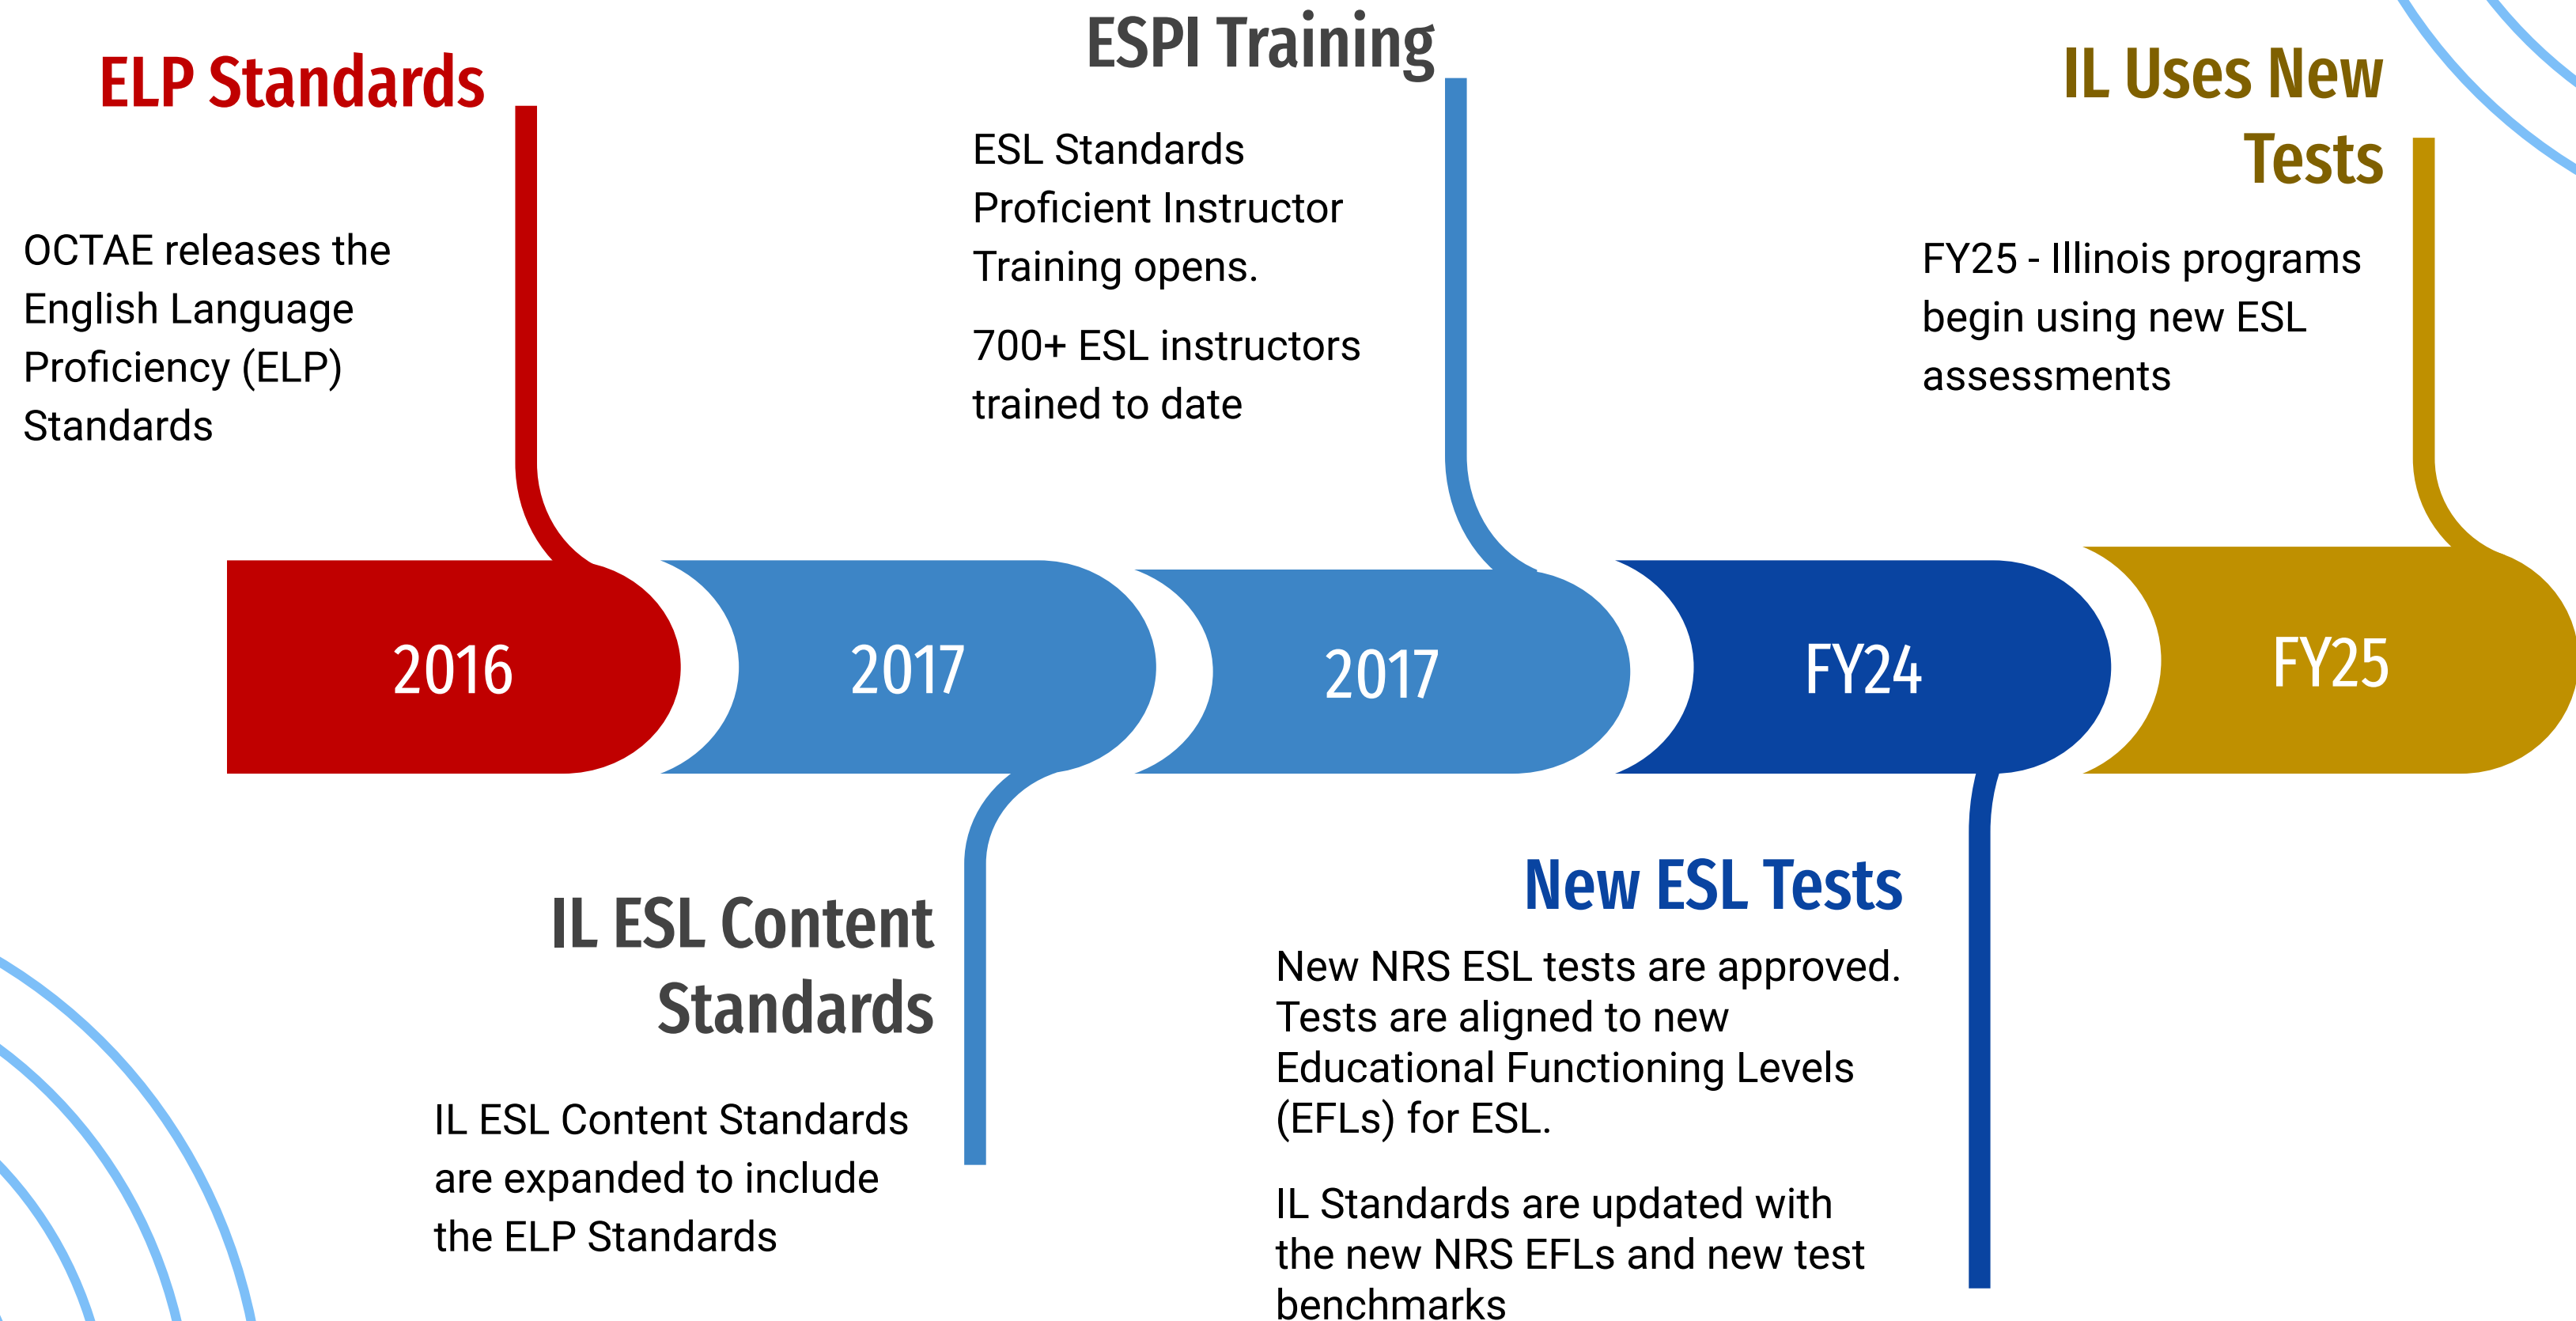 ELP Standards
OCTAE releases the
English Language
Proficiency (ELP)
Standards
2016
2017
IL ESL Content
Standards
IL ESL Content Standards
are expanded to include
the ELP Standards
ESPI Training
ESL Standards
Proficient Instructor
Training opens.
700+ ESL instructors
trained to date
2017
FY24
New ESL Tests
New NRS ESL tests are approved.
Tests are aligned to new
Educational Functioning Levels
(EFLs) for ESL.
IL Standards are updated with
the new NRS EFLs and new test
benchmarks
IL Uses New
Tests
FY25 - Illinois programs
begin using new ESL
assessments
FY25